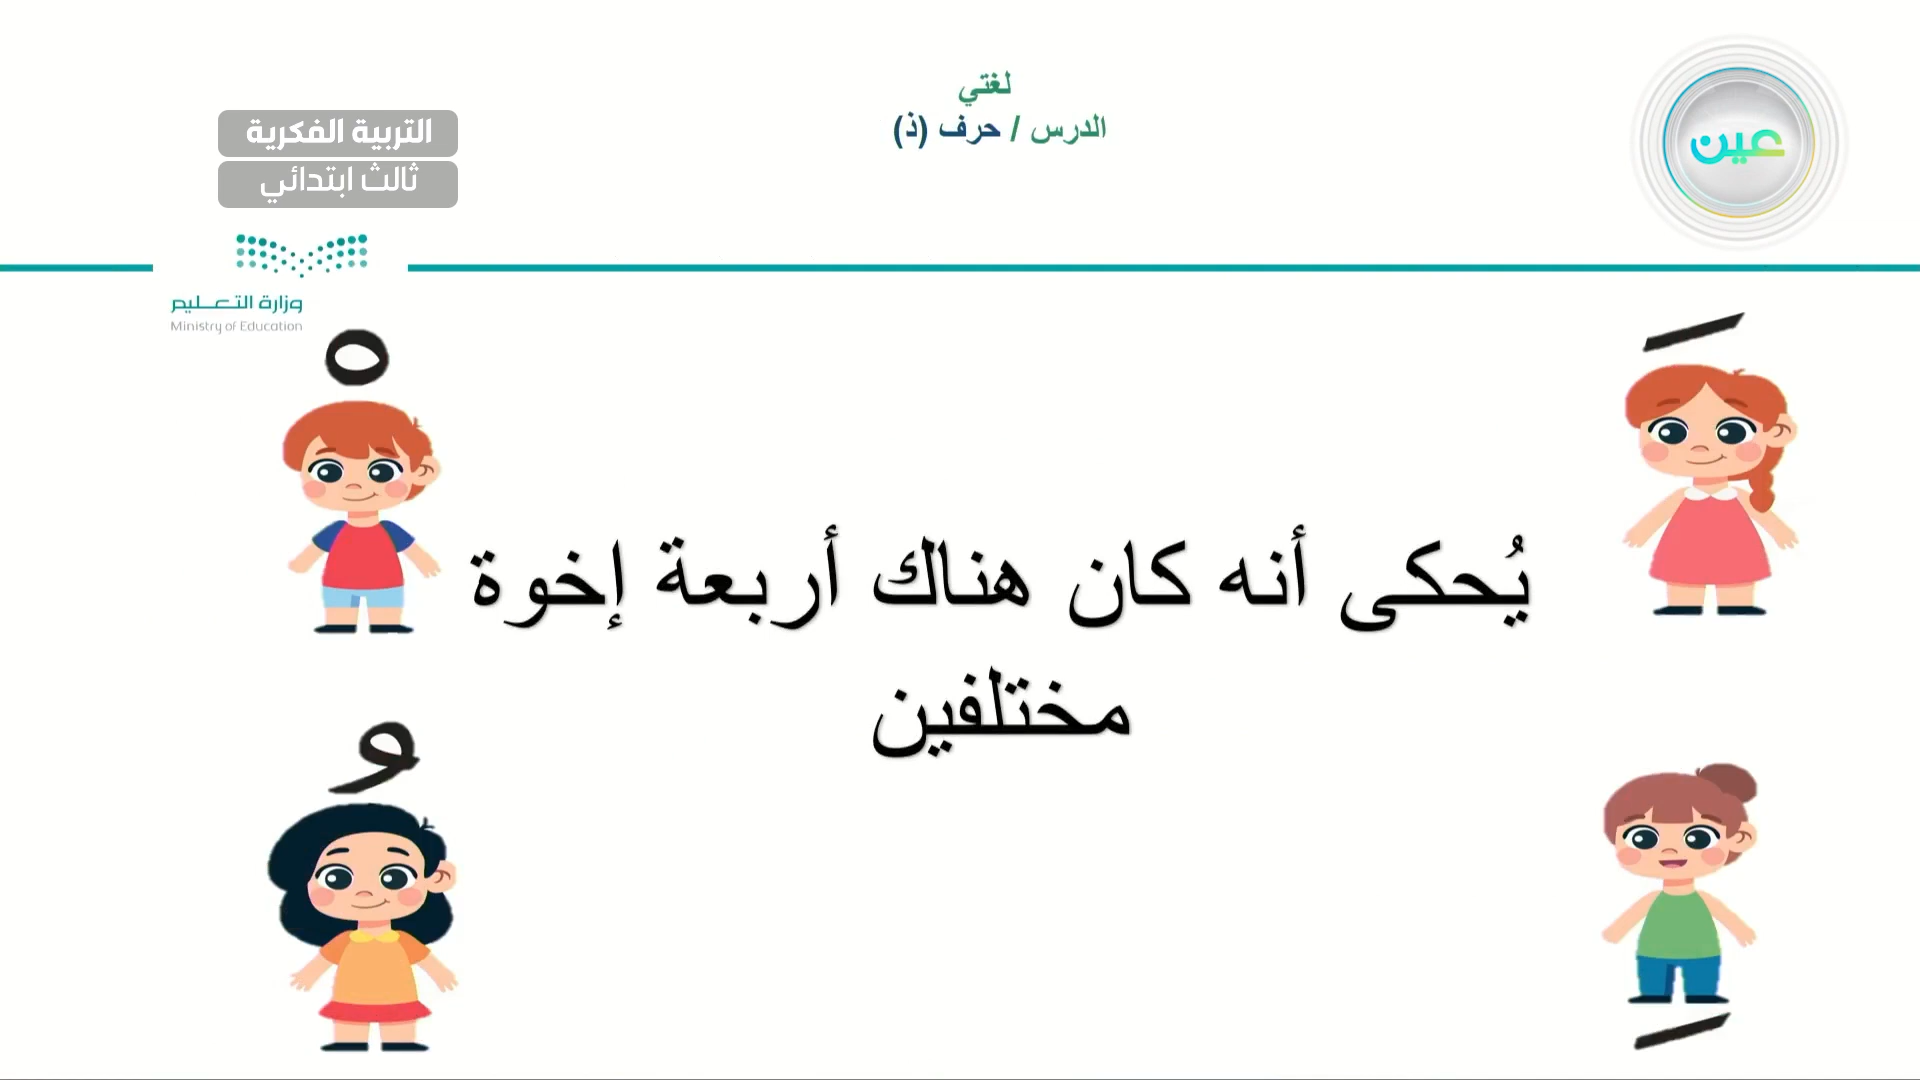 لغتي
الدرس / حرف (ذ)
عين
التربية الفكرية
ثالث ابتدائي
وزارة التعليم
Ministry of Education
يُحكى أنه كان هناك أربعة إخوة
مختلفين